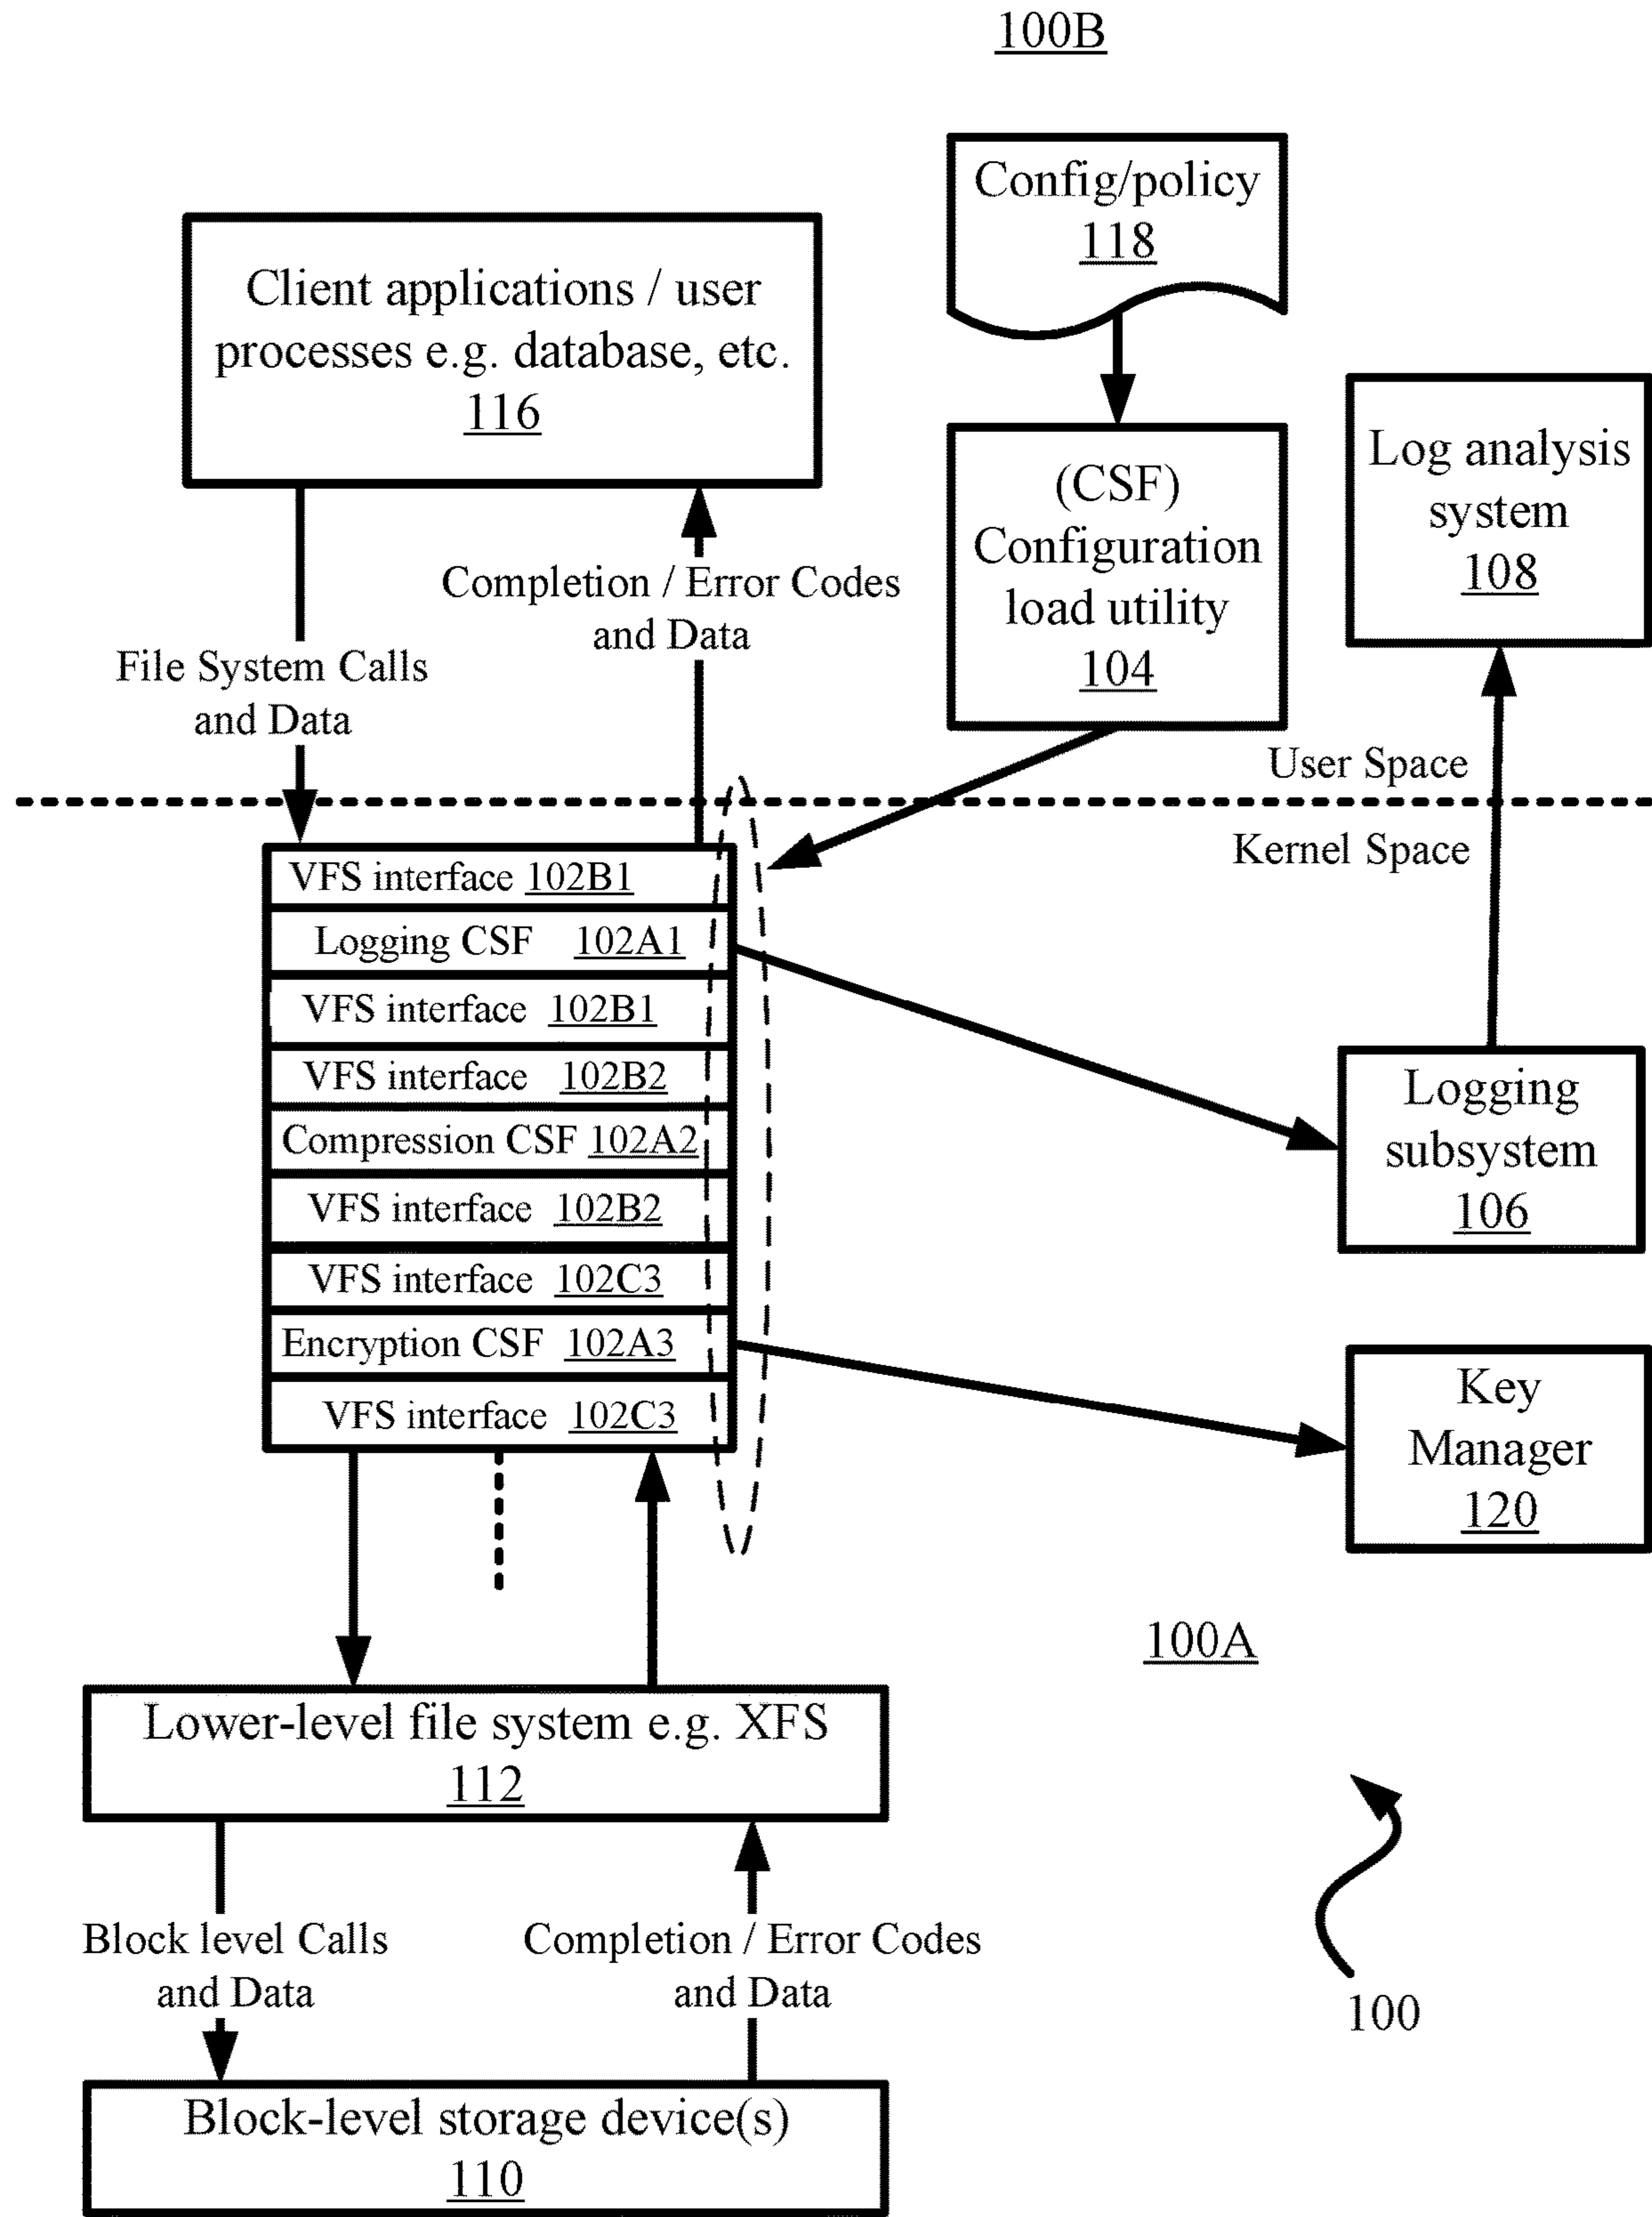 100B
Config/policy
118
Client applications / user
processes e.g. database, etc.
116
(CSF)
Configuration
load utility
104
Log analysis
system
108
Completion / Error Codes
and Data
File System Calls
and Data
User Space
Kernel Space
VFS interface 102B1
Logging CSF 102A1
VFS interface 102B1
VFS interface 102B2
Compression CSF 102A2
VFS interface 102B2
VFS interface 102C3
Encryption CSF 102A3
VFS interface 102C3
Logging
subsystem
106
Key
Manager
120
100A
Lower-level file system e.g. XFS
112
Block level Calls
and Data
Completion / Error Codes
and Data
100
Block-level storage device(s)
110